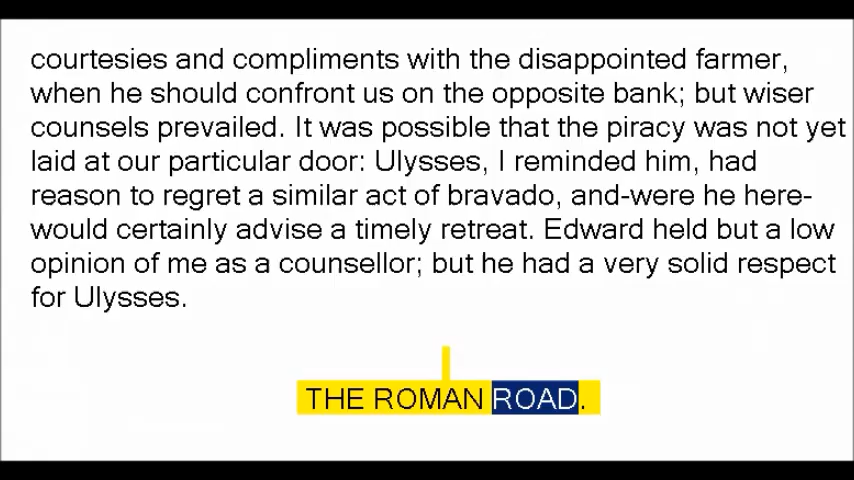 courtesies and compliments with the disappointed farmer,
when he should confront us on the opposite bank; but wiser
counsels prevailed. It was possible that the piracy was not yet
laid at our particular door: Ulysses, I reminded him, had
reason to regret a similar act of bravado, and-were he here-
would certainly advise a timely retreat. Edward held but a low
opinion of me as a counsellor; but he had a very solid respect
for Ulysses.
THE ROMAN ROAD.